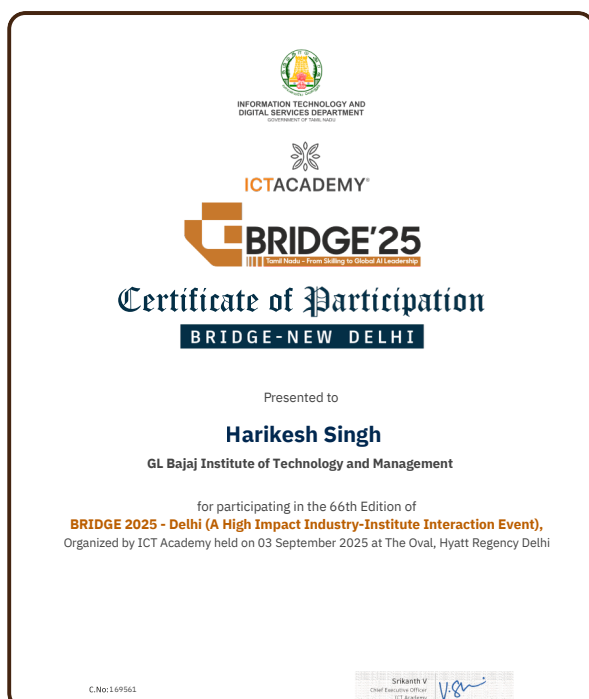 INFORMATION TECHNOLOGY AND
DIGITAL SERVICES DEPARTMENT
GOVERNMENT OF TAMIL NADU
ICTACADEMY®
BRIDGE'25
Tamil Nadu – From Skilling to Global AI Leadership
Certificate of Participation
BRIDGE-NEW DELHI
Presented to
Harikesh Singh
GL Bajaj Institute of Technology and Management
for participating in the 66th Edition of
BRIDGE 2025 - Delhi (A High Impact Industry-Institute Interaction Event),
Organized by ICT Academy held on 03 September 2025 at The Oval, Hyatt Regency Delhi
Srikanth V
Chief Executive Officer
ICT Academy
C.No:169561